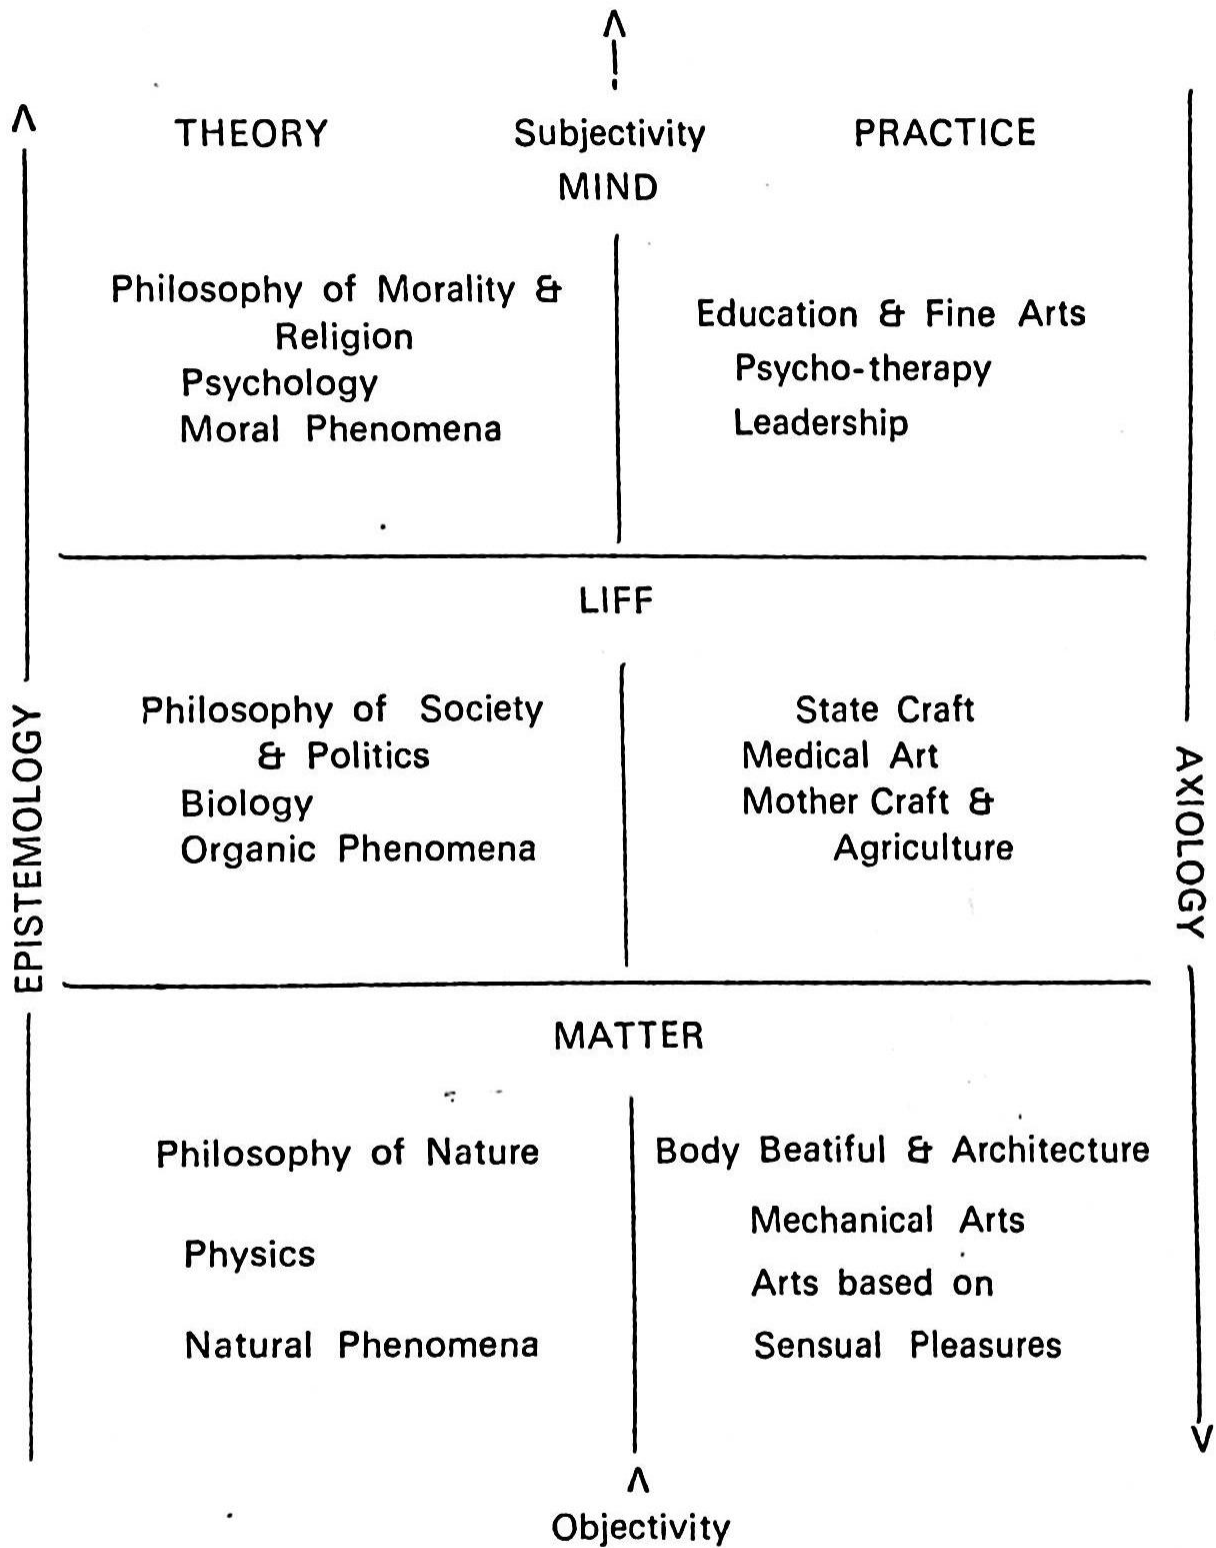 THEORY
Subjectivity
PRACTICE
MIND
Philosophy of Morality &
Religion
Psychology
Moral Phenomena
Education & Fine Arts
Psycho-therapy
Leadership
LIFF
Philosophy of Society
& Politics
Biology
Organic Phenomena
State Craft
Medical Art
Mother Craft &
Agriculture
EPISTEMOLOGY
AXIOLOGY
MATTER
Philosophy of Nature
Physics
Natural Phenomena
Body Beatiful & Architecture
Mechanical Arts
Arts based on
Sensual Pleasures
Objectivity